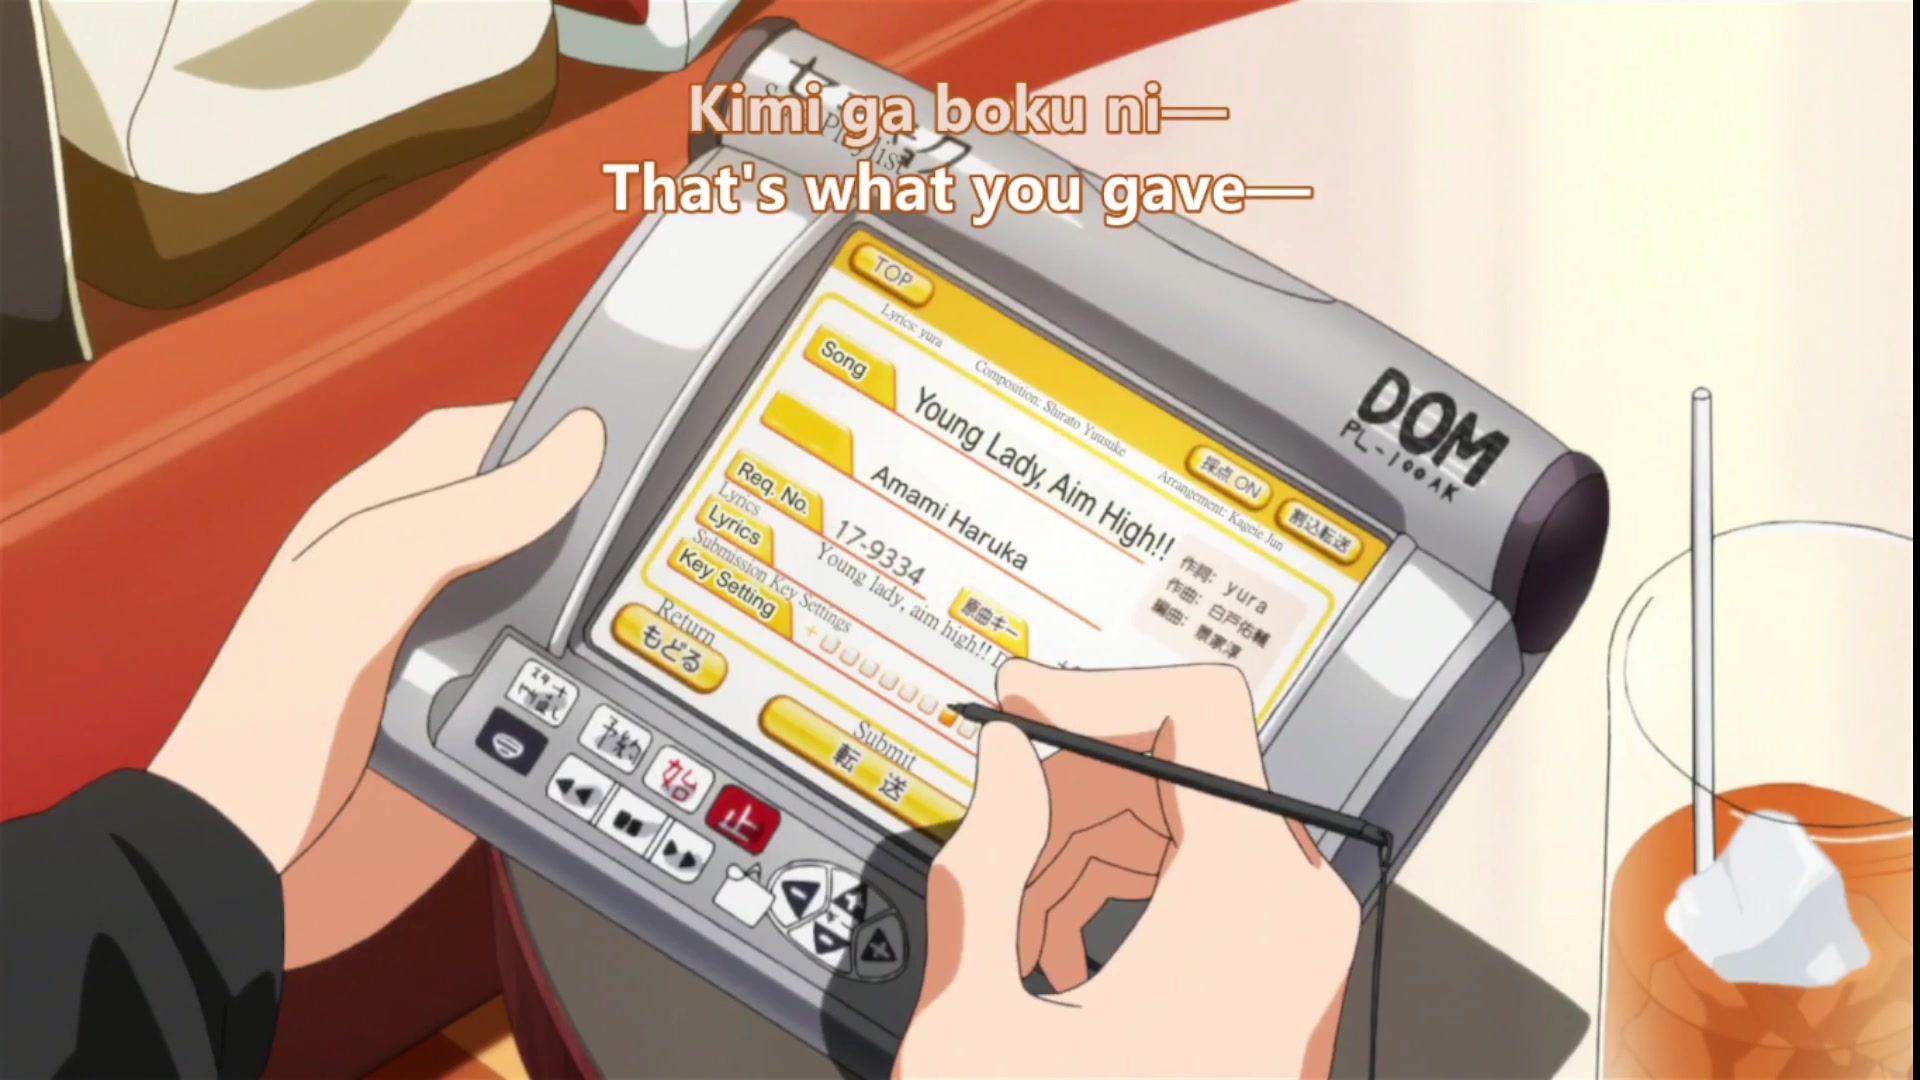 Kimi ga boku ni—
That's what you gave—
DOM
PL-100AK
TOP
Lyrics: yura
Composition: Shirato Yuusuke
Arrangement: Kageie Jun
採点 ON
割込転送
Song
Young Lady, Aim High!!
Amami Haruka
作詞: yura
作曲: 白戸佑輔
編曲: 景家淳
Req. No.
17-9334
原曲キー
Lyrics
Lyrics
Young lady, aim high!!
Submission Key Settings
Key Setting
Return
もどる
Submit
転送
予約
始
止